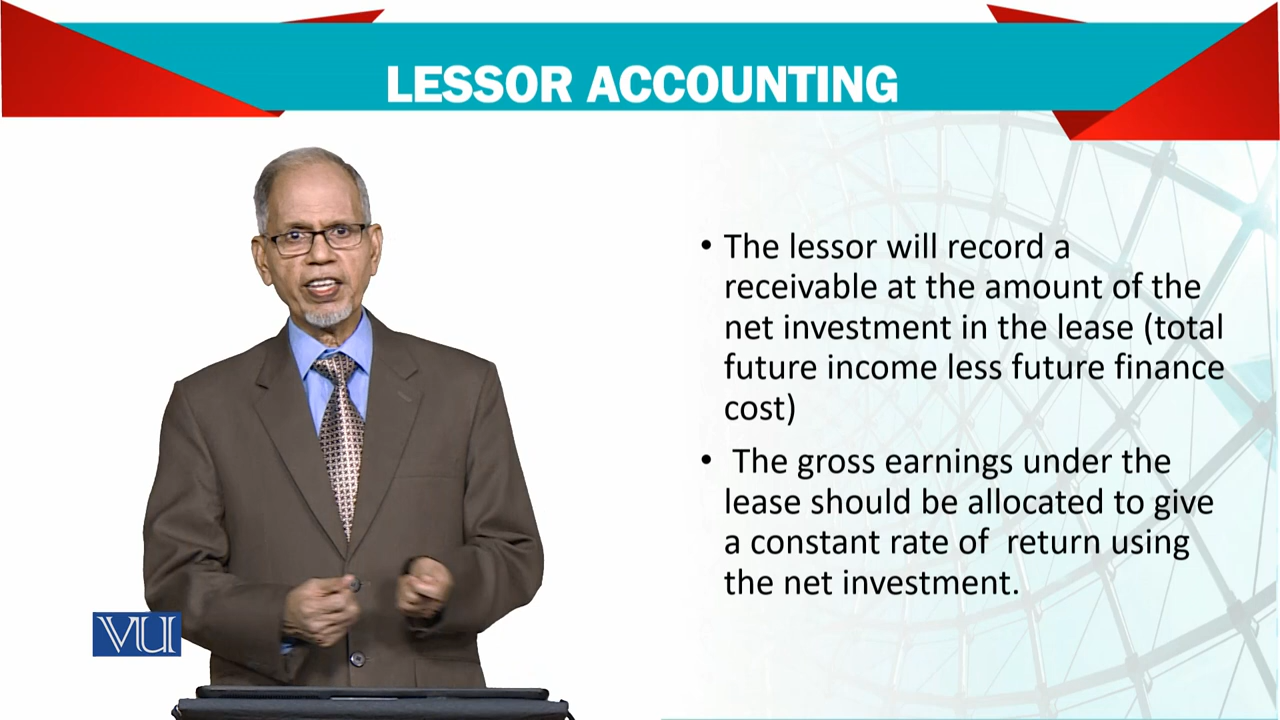 LESSOR ACCOUNTING
• The lessor will record a
receivable at the amount of the
net investment in the lease (total
future income less future finance
cost)
• The gross earnings under the
lease should be allocated to give
a constant rate of  return using
the net investment.
VU